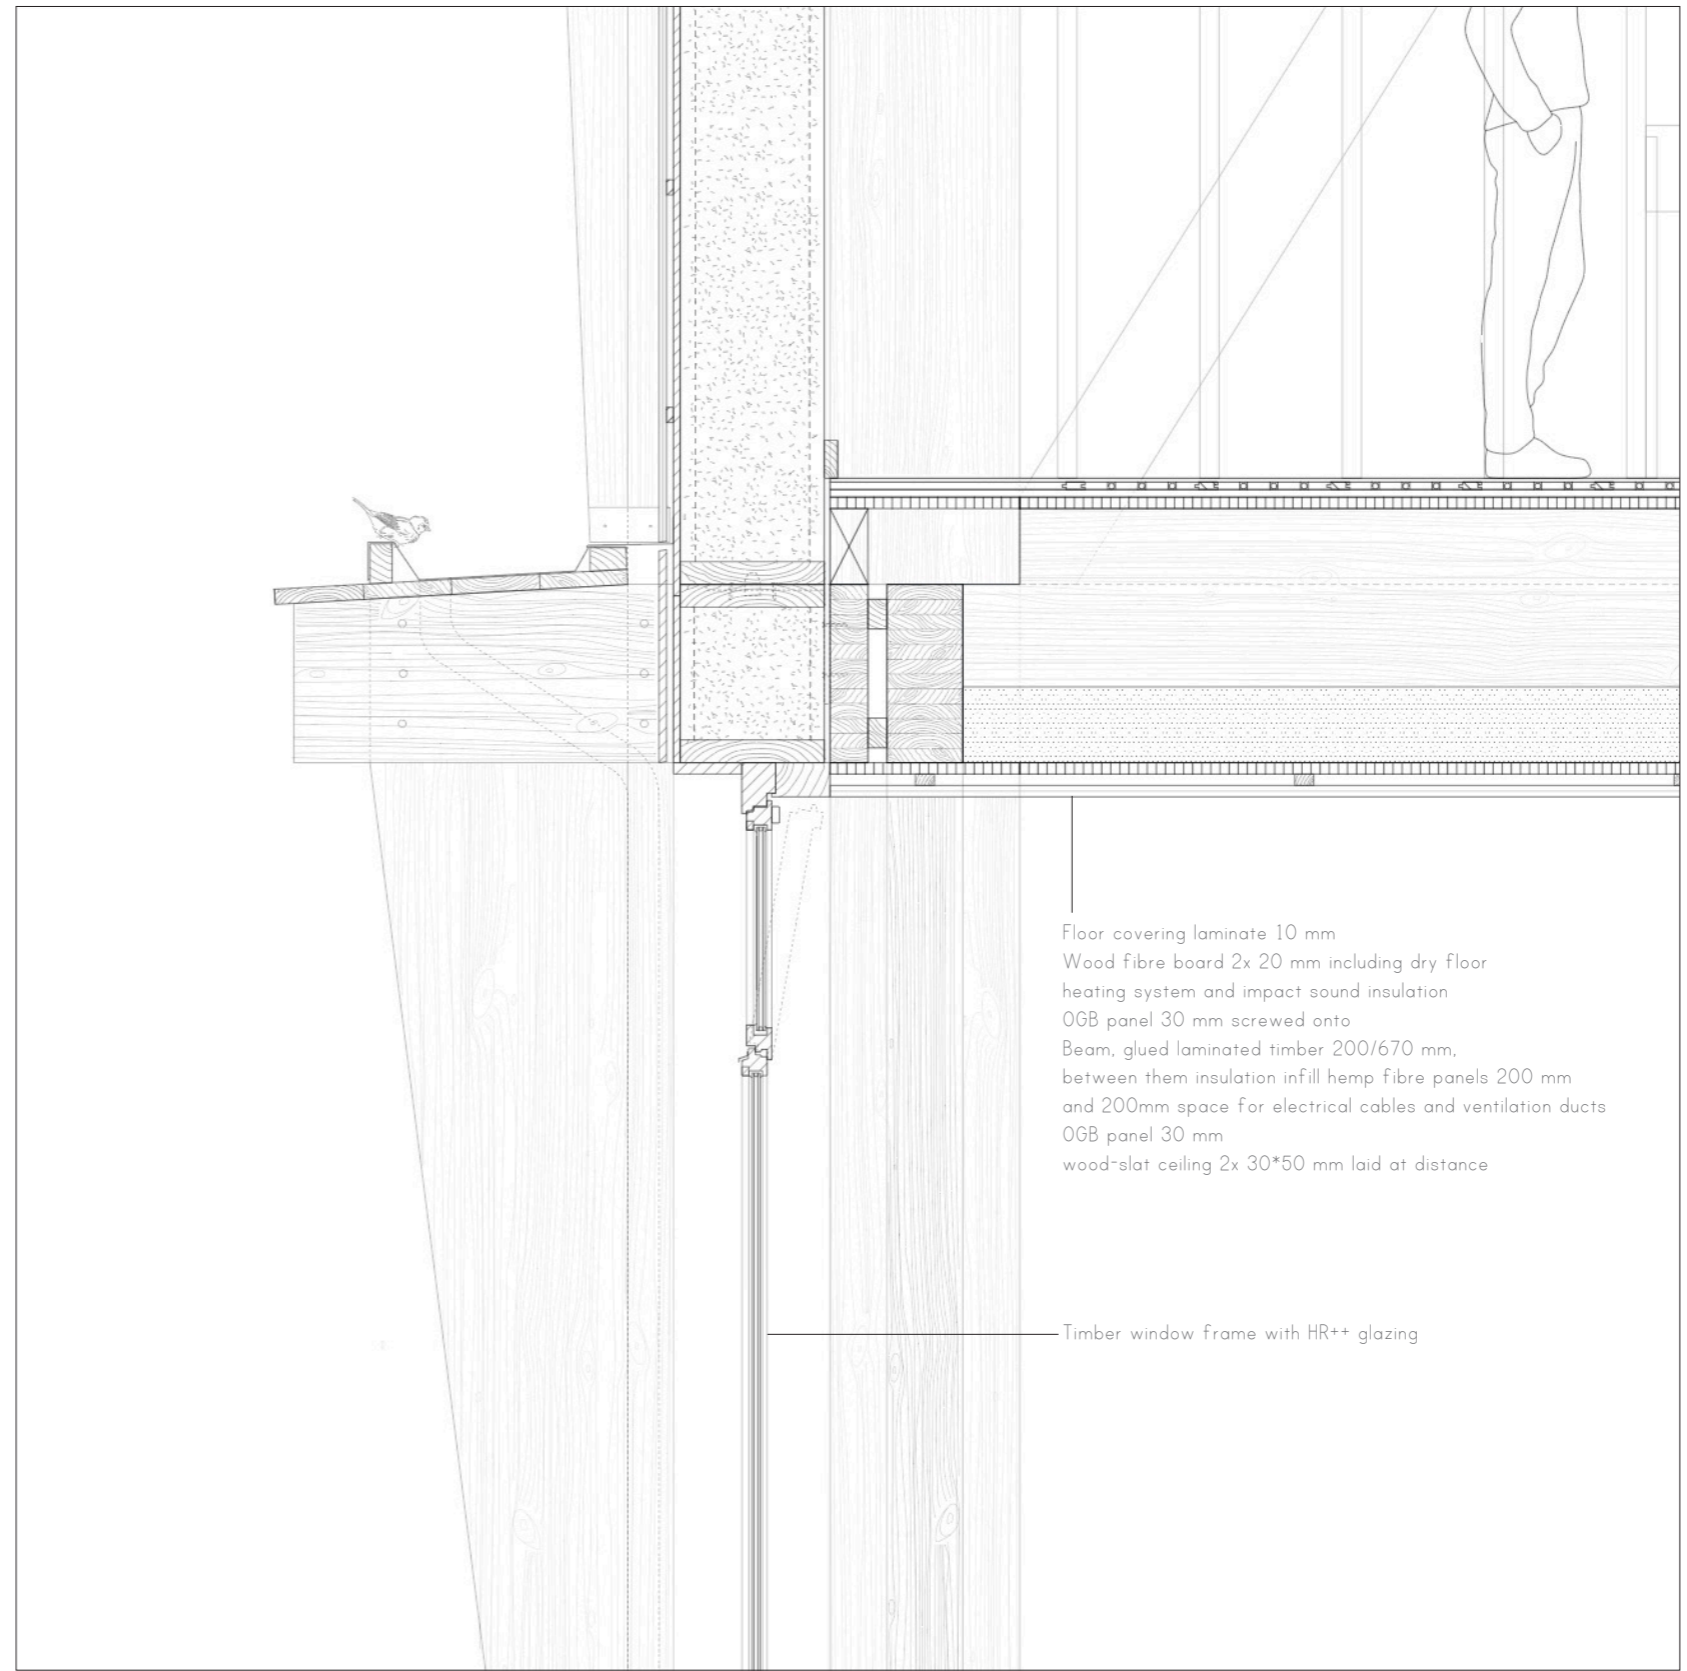 Floor covering laminate 10 mm
Wood fibre board 2x 20 mm including dry floor
heating system and impact sound insulation
OGB panel 30 mm screwed onto
Beam, glued laminated timber 200/670 mm,
between them insulation infill hemp fibre panels 200 mm
and 200mm space for electrical cables and ventilation ducts
OGB panel 30 mm
wood-slat ceiling 2x 30*50 mm laid at distance
Timber window frame with HR++ glazing